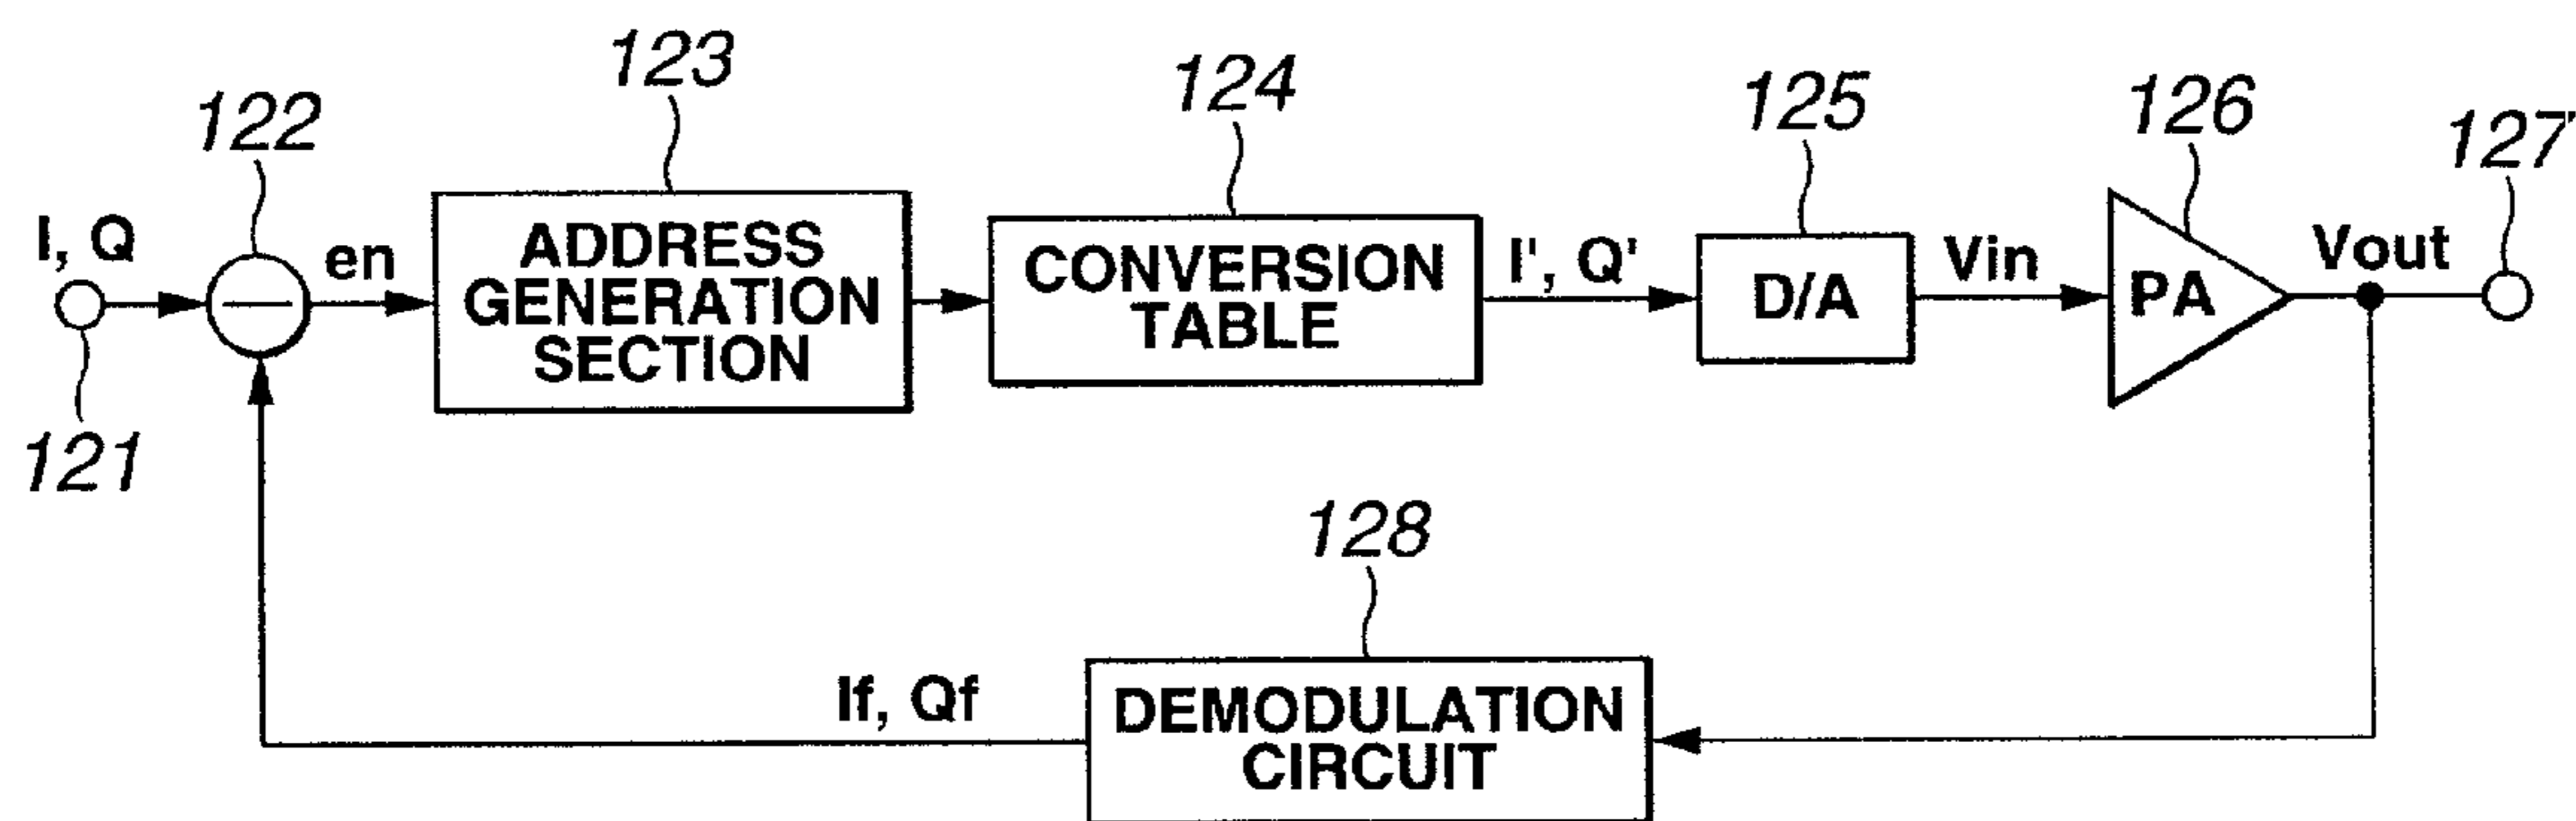 123
124
125
126
127
122
I, Q
en
ADDRESS
GENERATION
SECTION
CONVERSION
TABLE
I', Q'
D/A
Vin
PA
Vout
121
128
If, Qf
DEMODULATION
CIRCUIT